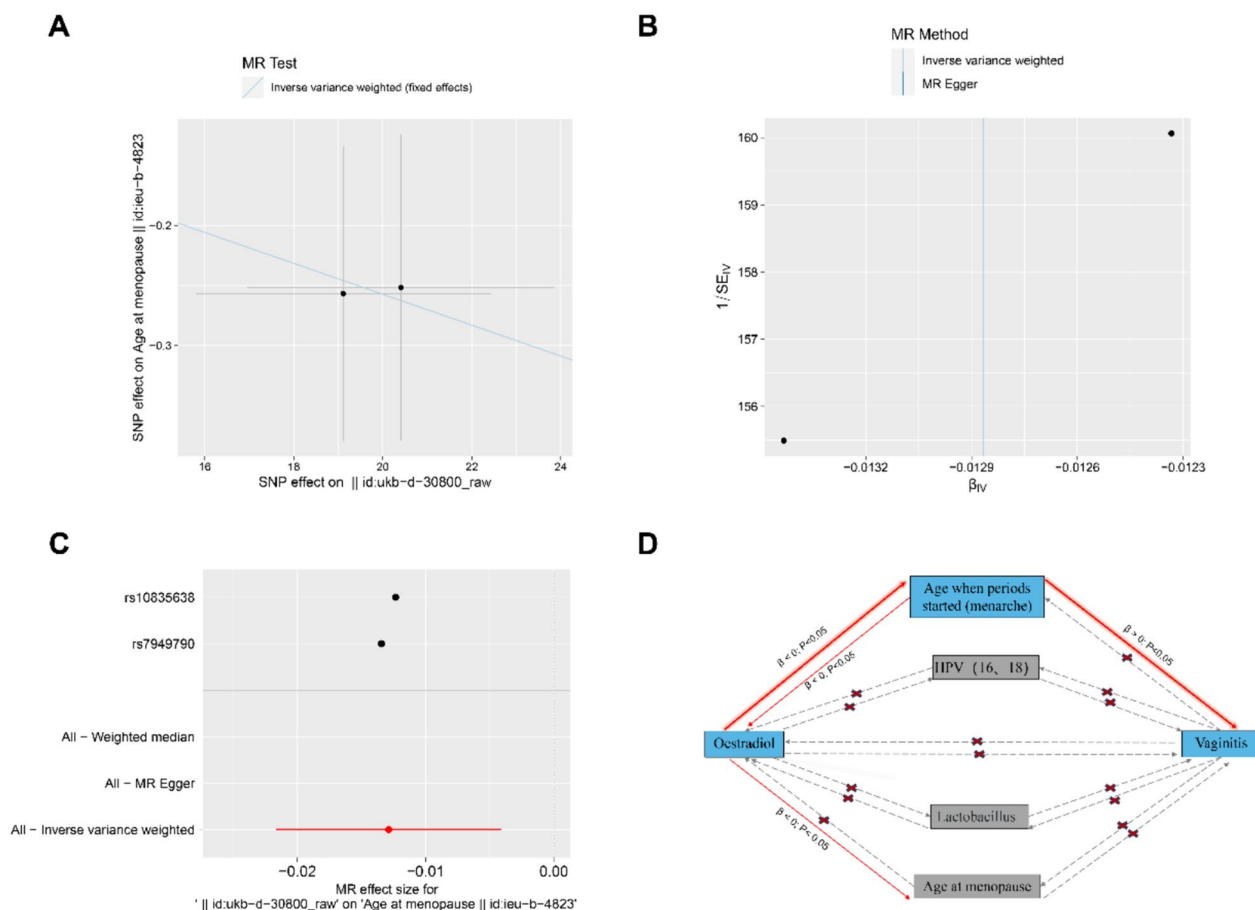 A
MR Test
Inverse variance weighted (fixed effects)
SNP effect on Age at menopause || id:ieu-b-4823
−0.2
−0.3
16
18
20
22
24
SNP effect on || id:ukb-d-30800_raw
B
MR Method
Inverse variance weighted
MR Egger
1/SE IV
160
159
158
157
156
−0.0132
−0.0129
−0.0126
−0.0123
β IV
C
rs10835638
rs7949790
All − Weighted median
All − MR Egger
All − Inverse variance weighted
−0.02
−0.01
0.00
MR effect size for
' || id:ukb-d-30800_raw' on 'Age at menopause || id:ieu-b-4823'
D
Age when periods
started (menarche)
β < 0; P<0.05
β < 0; P<0.05
β > 0; P<0.05
HPV (16、18)
Oestradiol
Vaginitis
Lactobacillus
β < 0; P< 0.05
Age at menopause